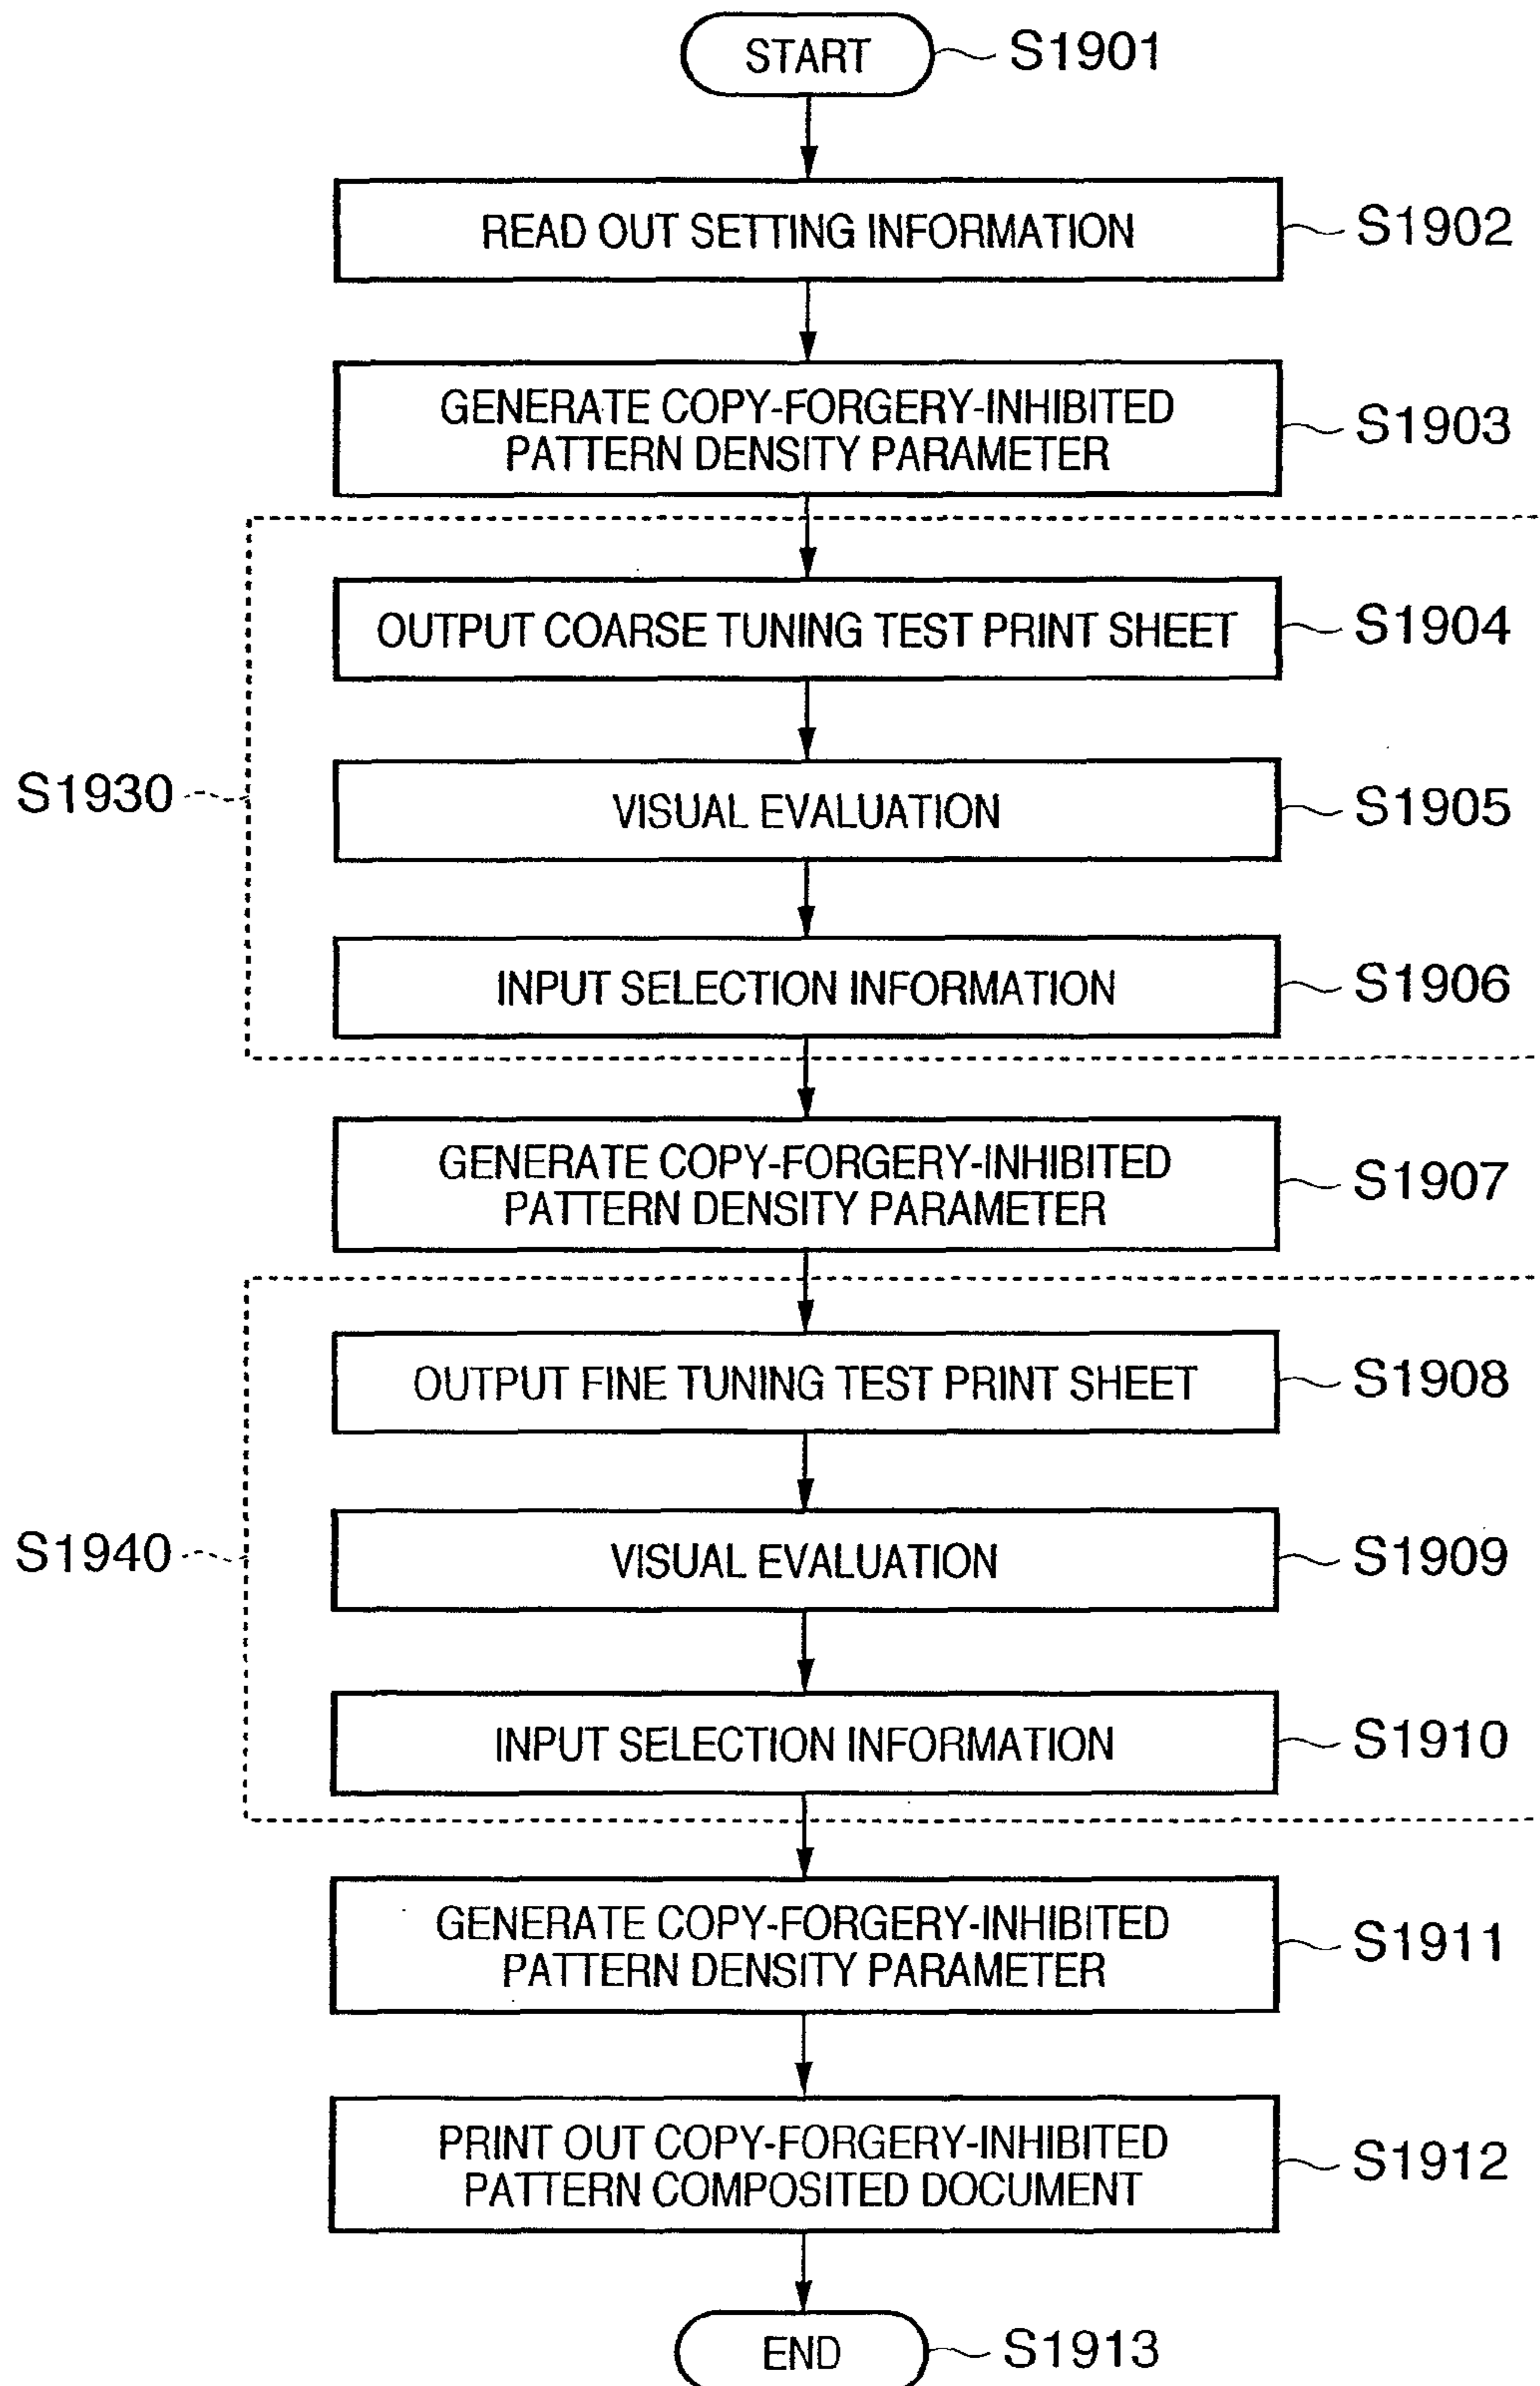 START
S1901
READ OUT SETTING INFORMATION
S1902
GENERATE COPY-FORGERY-INHIBITED
PATTERN DENSITY PARAMETER
S1903
OUTPUT COARSE TUNING TEST PRINT SHEET
S1904
S1930
VISUAL EVALUATION
S1905
INPUT SELECTION INFORMATION
S1906
GENERATE COPY-FORGERY-INHIBITED
PATTERN DENSITY PARAMETER
S1907
OUTPUT FINE TUNING TEST PRINT SHEET
S1908
S1940
VISUAL EVALUATION
S1909
INPUT SELECTION INFORMATION
S1910
GENERATE COPY-FORGERY-INHIBITED
PATTERN DENSITY PARAMETER
S1911
PRINT OUT COPY-FORGERY-INHIBITED
PATTERN COMPOSITED DOCUMENT
S1912
END
S1913